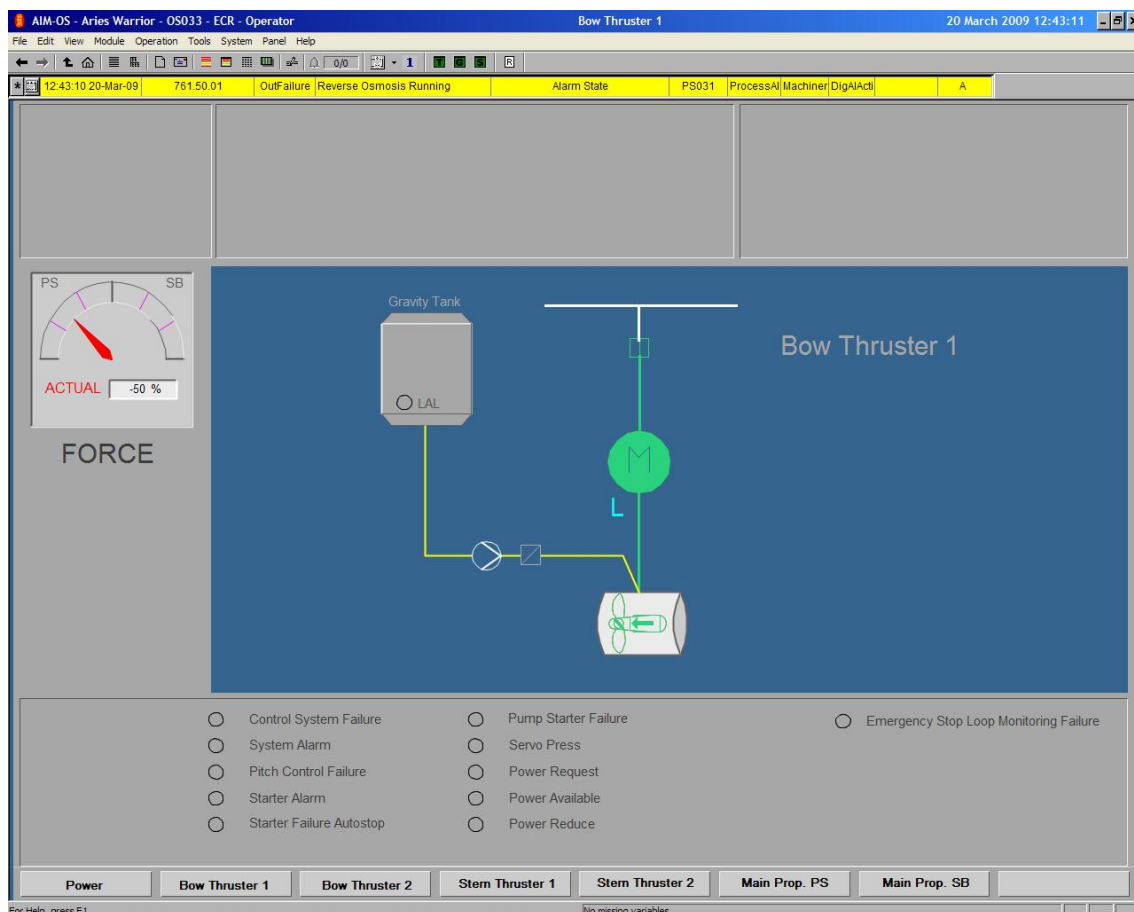 AIM-OS - Aries Warrior - OS033 - ECR - Operator Bow Thruster 1 20 March 2009 12:43:11
File Edit View Module Operation Tools System Panel Help
0/0 1 T G S R
* 12:43:10 20-Mar-09 761.50.01 OutFailure Reverse Osmosis Running Alarm State PS031 ProcessAl Machiner DigAlActi A
PS SB
ACTUAL -50 %
FORCE
Gravity Tank
LAL
Bow Thruster 1
M
L
Control System Failure Pump Starter Failure Emergency Stop Loop Monitoring Failure
System Alarm Servo Press
Pitch Control Failure Power Request
Starter Alarm Power Available
Starter Failure Autostop Power Reduce
Power Bow Thruster 1 Bow Thruster 2 Stern Thruster 1 Stern Thruster 2 Main Prop. PS Main Prop. SB
For Help, press F1 No missing variables